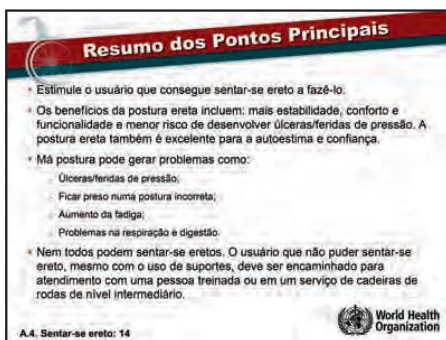 Resumo dos Pontos Principais
Estimule o usuário que consegue sentar-se ereto a fazê-lo.
Os benefícios da postura ereta incluem: mais estabilidade, conforto e
funcionalidade e menor risco de desenvolver úlceras/feridas de pressão. A
postura ereta também é excelente para a autoestima e confiança.
Má postura pode gerar problemas como:
Úlceras/feridas de pressão;
Ficar preso numa postura incorreta;
Aumento da fadiga;
Problemas na respiração e digestão.
Nem todos podem sentar-se eretos. O usuário que não puder sentar-se
ereto, mesmo com o uso de suportes, deve ser encaminhado para
atendimento com uma pessoa treinada ou em um serviço de cadeiras de
rodas de nível intermediário.
A.4. Sentar-se ereto: 14
World Health
Organization